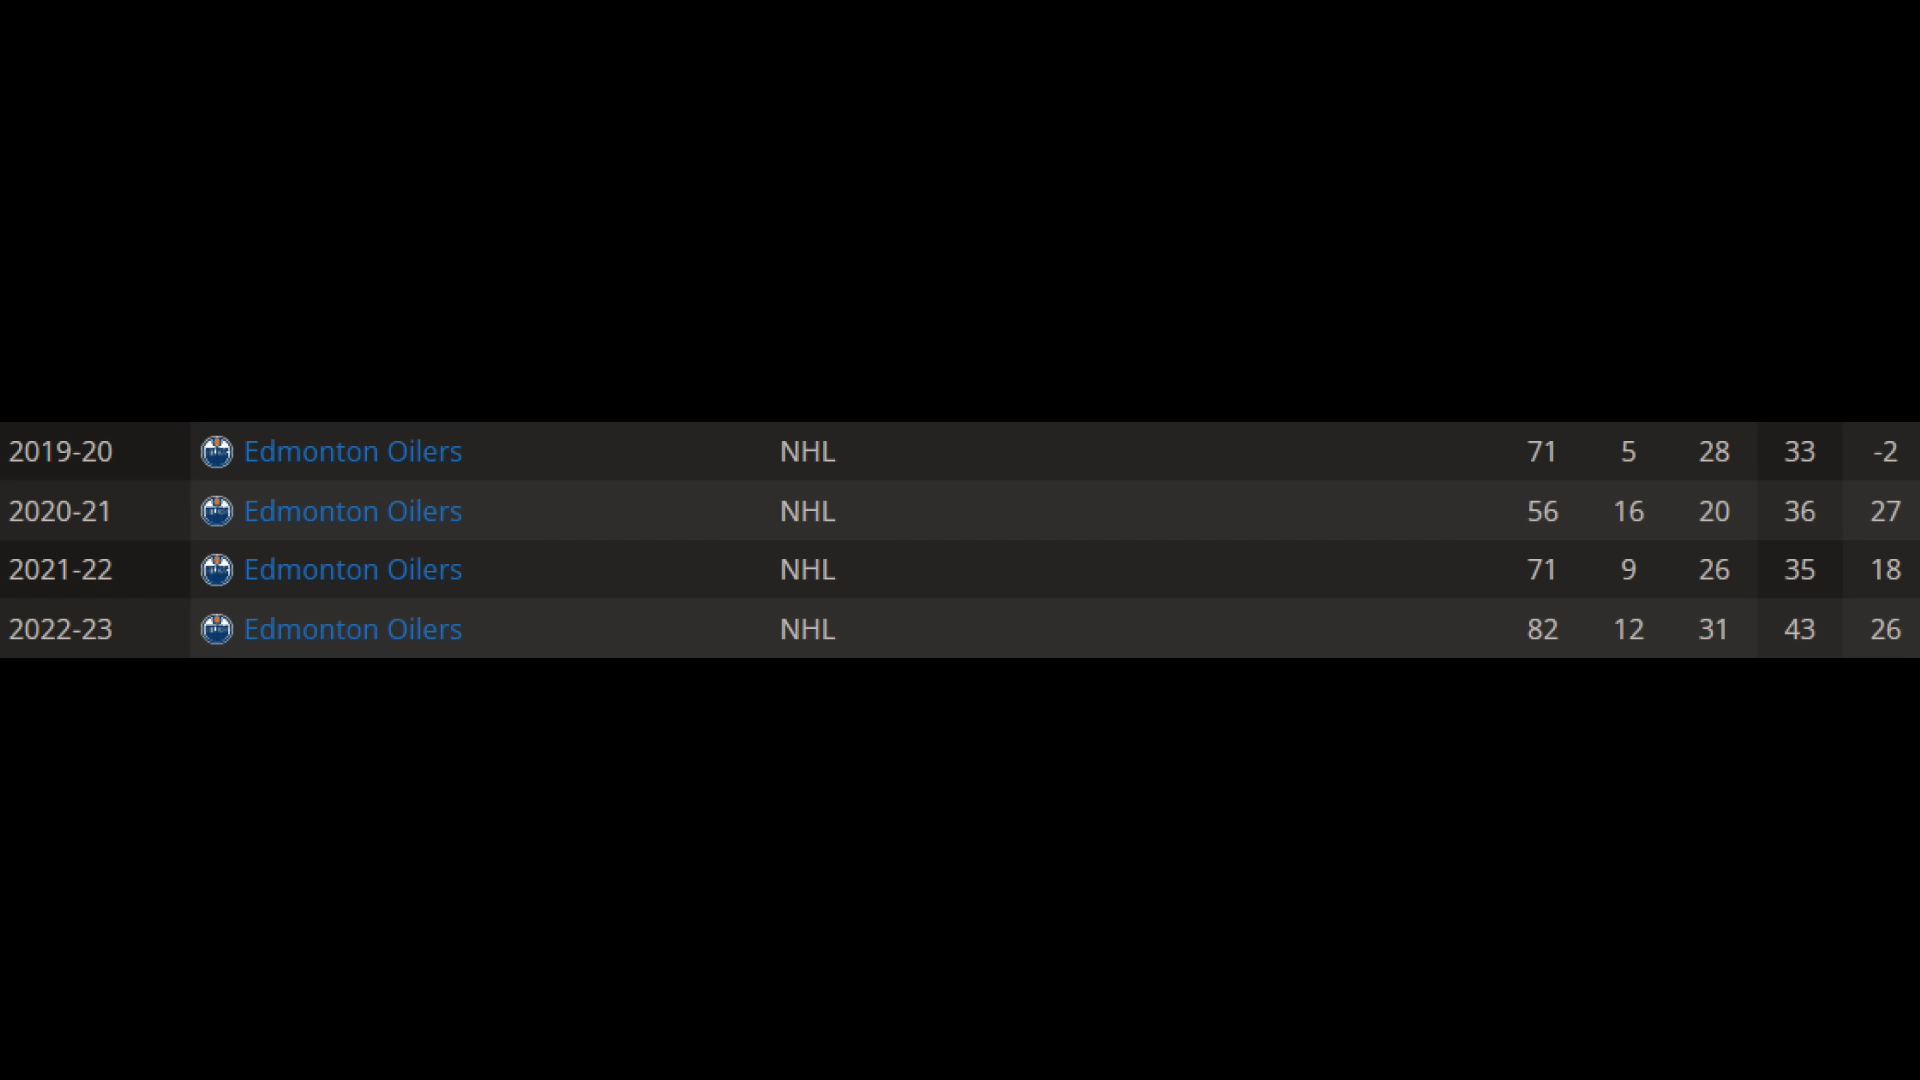 2019-20 Edmonton Oilers NHL 71 5 28 33 -2
2020-21 Edmonton Oilers NHL 56 16 20 36 27
2021-22 Edmonton Oilers NHL 71 9 26 35 18
2022-23 Edmonton Oilers NHL 82 12 31 43 26